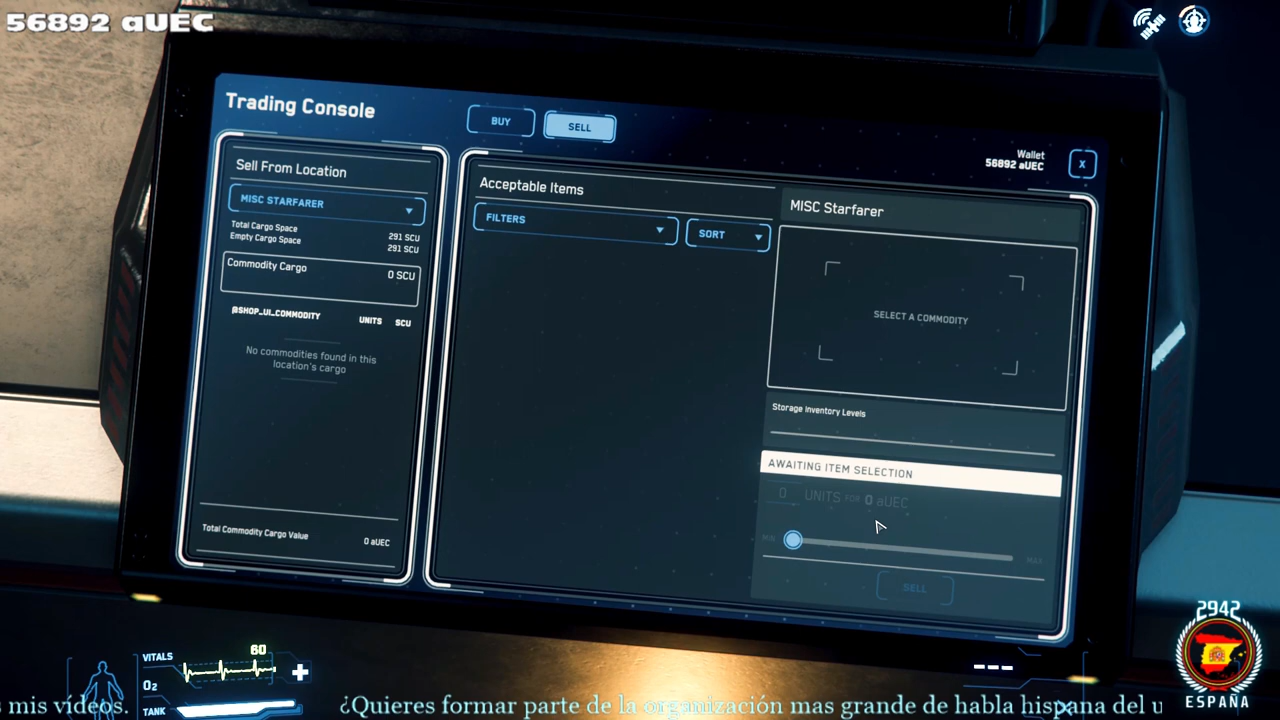 56892 aUEC
Trading Console
BUY
SELL
Wallet
56892 aUEC
X
Sell From Location
MISC STARFARER
Total Cargo Space 291 SCU
Empty Cargo Space 291 SCU
Commodity Cargo 0 SCU
@SHOP_UI_COMMODITY UNITS SCU
No commodities found in this
location's cargo
Total Commodity Cargo Value 0 aUEC
Acceptable Items
FILTERS
SORT
MISC Starfarer
SELECT A COMMODITY
Storage Inventory Levels
AWAITING ITEM SELECTION
0 UNITS FOR 0 aUEC
MIN
MAX
SELL
VITALS
60
O2
TANK
2942
ESPAÑA
s mis vídeos. ¿Quieres formar parte de la organización mas grande de habla hispana del u